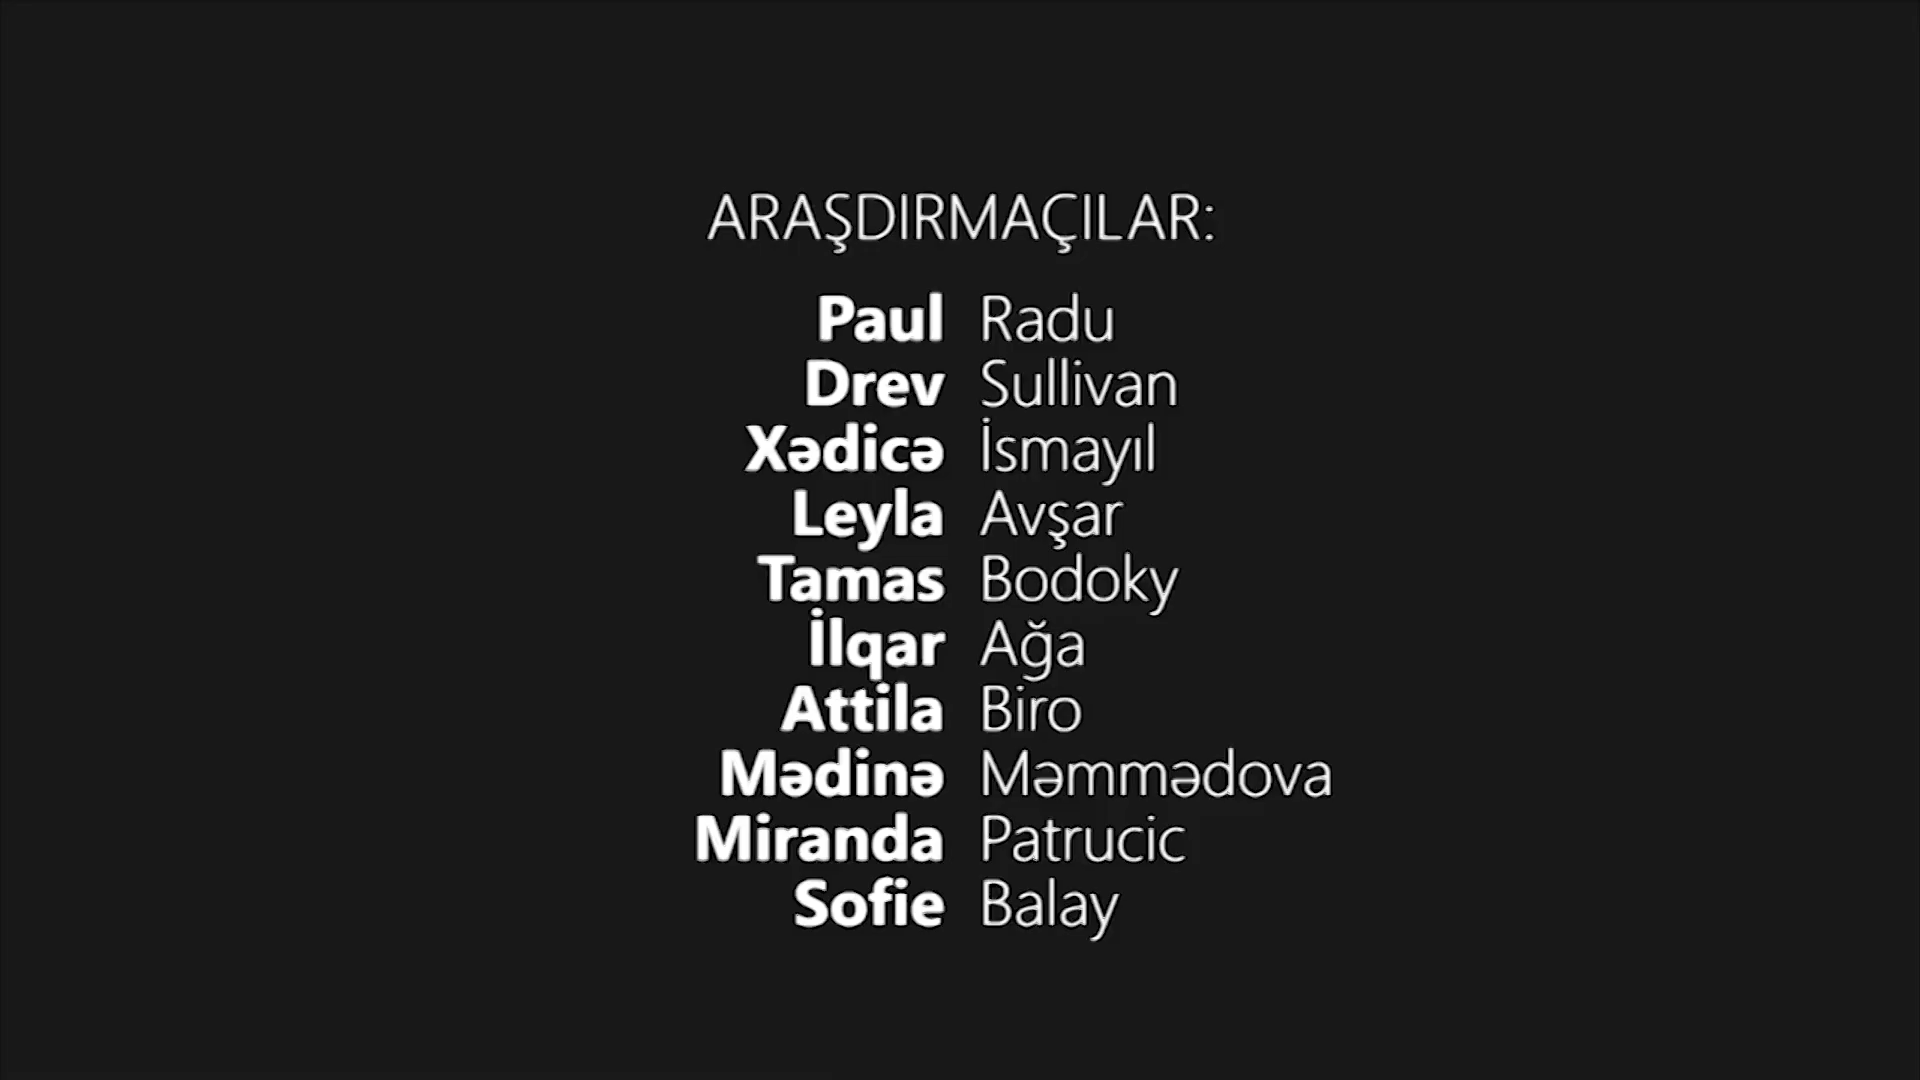 ARAŞDIRMAÇILAR:
Paul Radu
Drev Sullivan
Xədicə İsmayıl
Leyla Avşar
Tamas Bodoky
İlqar Ağa
Attila Biro
Mədinə Məmmədova
Miranda Patrucic
Sofie Balay